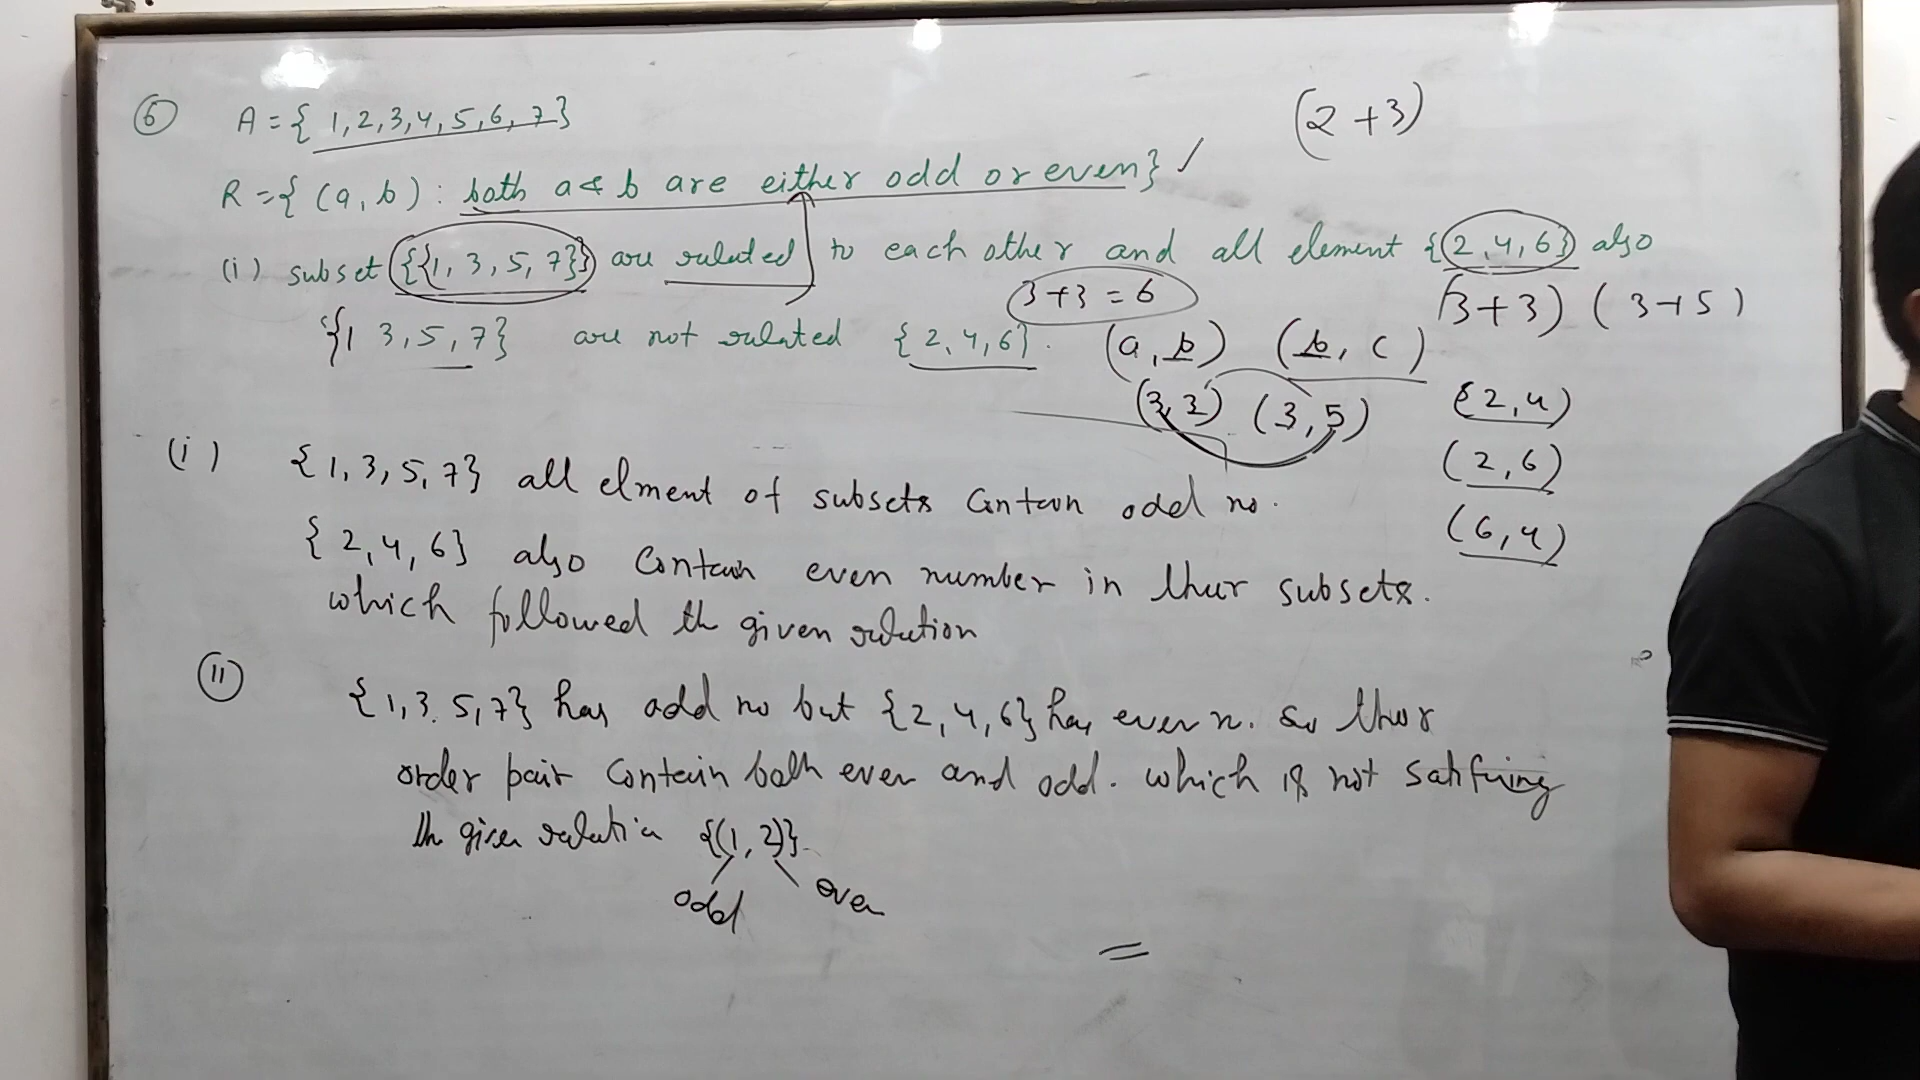 6 A = { 1, 2, 3, 4, 5, 6, 7 }
(2 + 3)
R = { (a, b) : both a & b are either odd or even }
(i) subset {{1, 3, 5, 7}} are related to each other and all element {2, 4, 6} also
3 + 3 = 6
(3 + 3) (3 + 5)
{1 3, 5, 7} are not related {2, 4, 6}.
(a, b) (b, c)
(3, 3) (3, 5)
{2, 4)
(2, 6)
(6, 4)
(i) {1, 3, 5, 7} all elment of subsets Contain odd no.
{2, 4, 6} also Contain even number in their subsets.
which followed th given relation
(ii) {1, 3. 5, 7} has odd no but {2, 4, 6} has even n. So their
order pair Contain both even and odd. which is not
th given relation {(1, 2)}
odd even
=